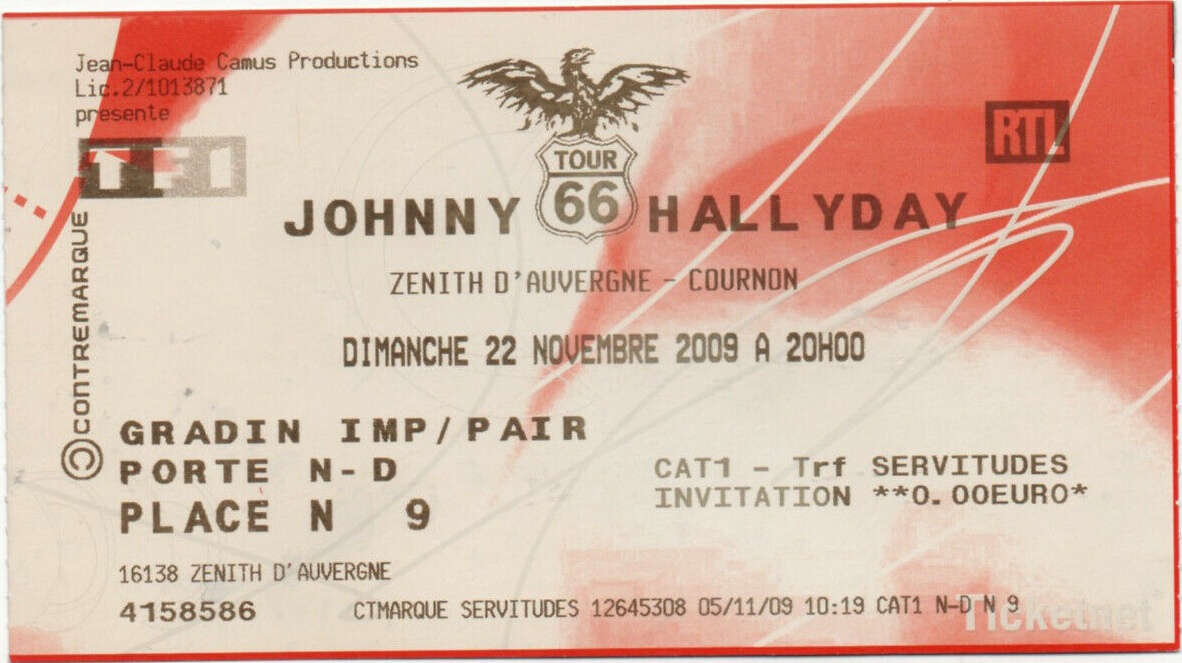 Jean-Claude Camus Productions
Lic.2/1013871
présente
TF1
RTL
TOUR
JOHNNY 66 HALLYDAY
ZENITH D'AUVERGNE - COURNON
DIMANCHE 22 NOVEMBRE 2009 A 20H00
©CONTREMARQUE
GRADIN IMP/PAIR
PORTE N-D
PLACE N 9
CAT1 - Trf SERVITUDES
INVITATION **0.00EURO*
16138 ZENITH D'AUVERGNE
4158586 CTMARQUE SERVITUDES 12645308 05/11/09 10:19 CAT1 N-D N 9
Ticketnet